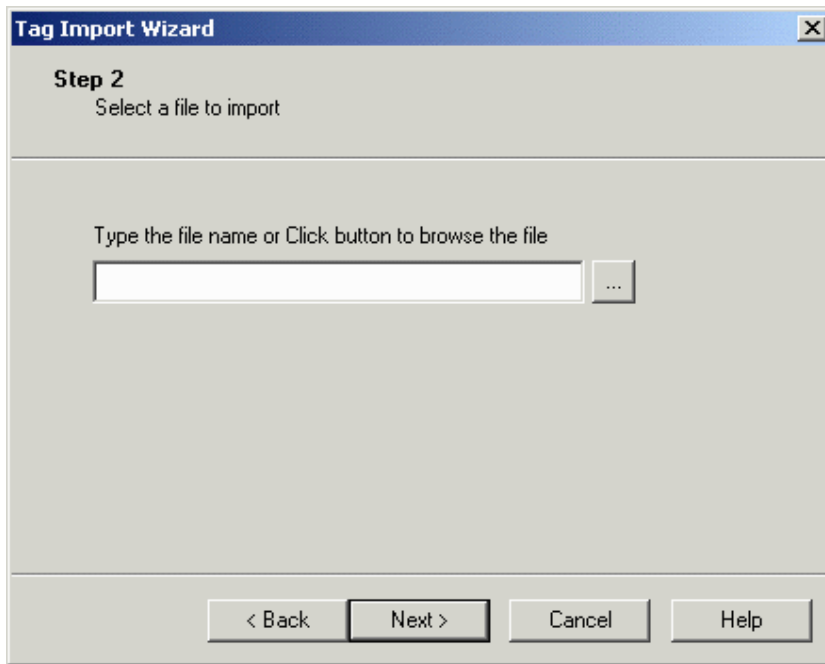 Tag Import Wizard
Step 2
Select a file to import
Type the file name or Click button to browse the file
...
< Back Next > Cancel Help